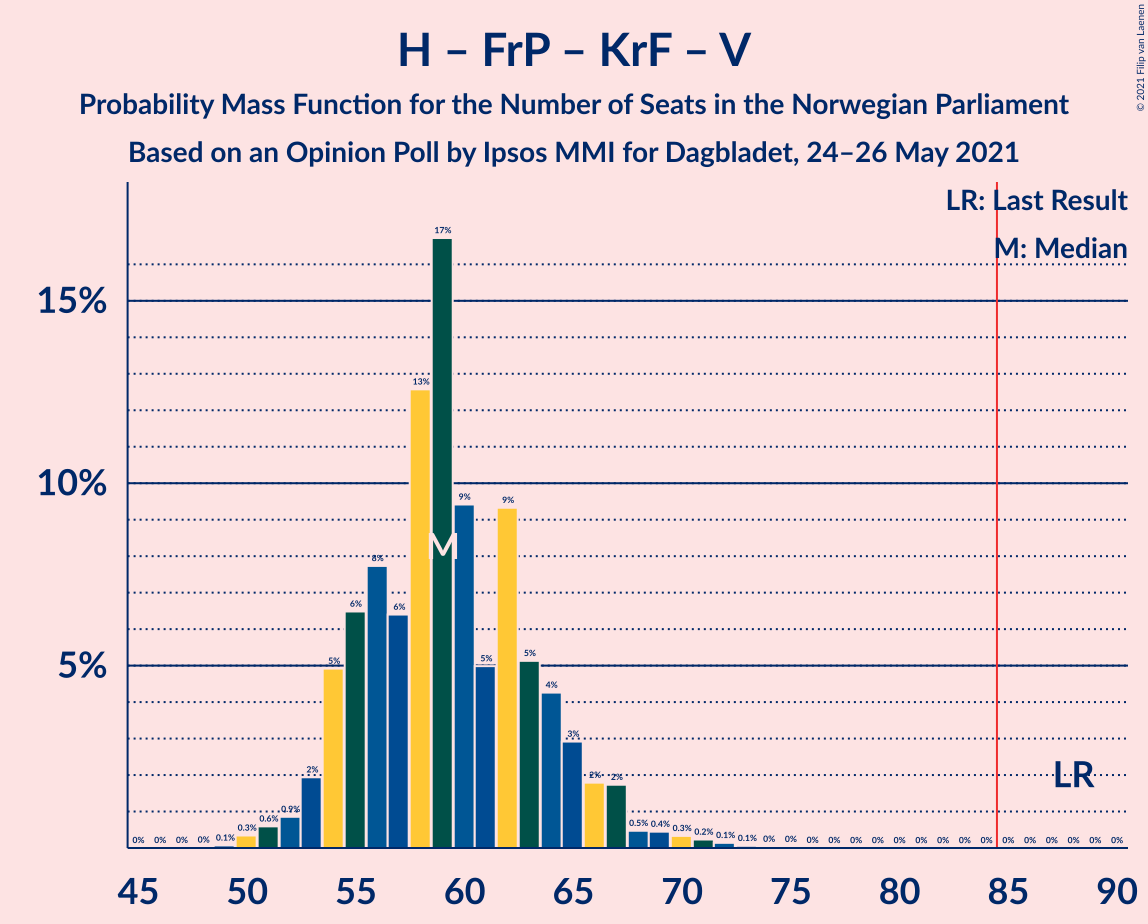 H – FrP – KrF – V
Probability Mass Function for the Number of Seats in the Norwegian Parliament
Based on an Opinion Poll by Ipsos MMI for Dagbladet, 24–26 May 2021
© 2021 Filip van Laenen
LR: Last Result
M: Median
15%
10%
5%
0% 0% 0% 0% 0.1% 0.3% 0.6% 0.9% 2% 5% 6% 8% 6% 13% 17% 9% 5% 9% 5% 4% 3% 2% 2% 0.5% 0.4% 0.3% 0.2% 0.1% 0.1% 0% 0% 0% 0% 0% 0% 0% 0% 0% 0% 0% 0% 0% 0% 0% 0% 0%
M
LR
45 50 55 60 65 70 75 80 85 90